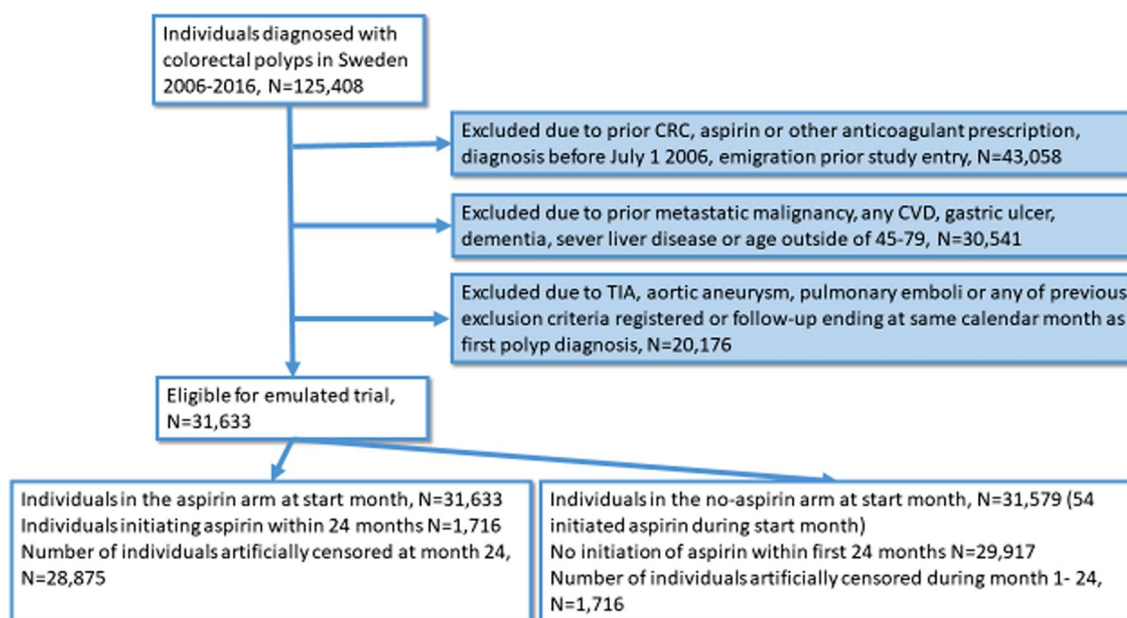 Individuals diagnosed with
colorectal polyps in Sweden
2006-2016, N=125,408
Excluded due to prior CRC, aspirin or other anticoagulant prescription,
diagnosis before July 1 2006, emigration prior study entry, N=43,058
Excluded due to prior metastatic malignancy, any CVD, gastric ulcer,
dementia, sever liver disease or age outside of 45-79, N=30,541
Excluded due to TIA, aortic aneurysm, pulmonary emboli or any of previous
exclusion criteria registered or follow-up ending at same calendar month as
first polyp diagnosis, N=20,176
Eligible for emulated trial,
N=31,633
Individuals in the aspirin arm at start month, N=31,633
Individuals initiating aspirin within 24 months N=1,716
Number of individuals artificially censored at month 24,
N=28,875
Individuals in the no-aspirin arm at start month, N=31,579 (54
initiated aspirin during start month)
No initiation of aspirin within first 24 months N=29,917
Number of individuals artificially censored during month 1- 24,
N=1,716